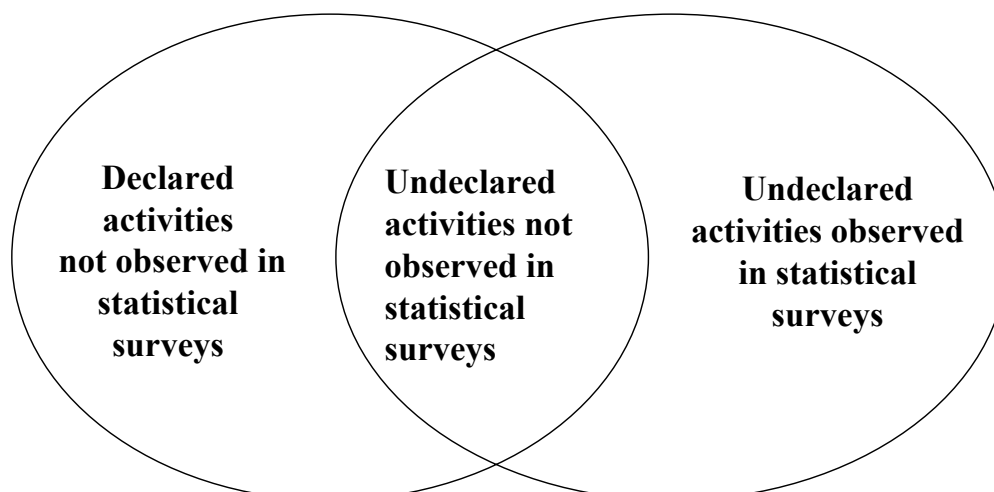 Declared
activities
not observed in
statistical
surveys
Undeclared
activities not
observed in
statistical
surveys
Undeclared
activities observed
in statistical
surveys